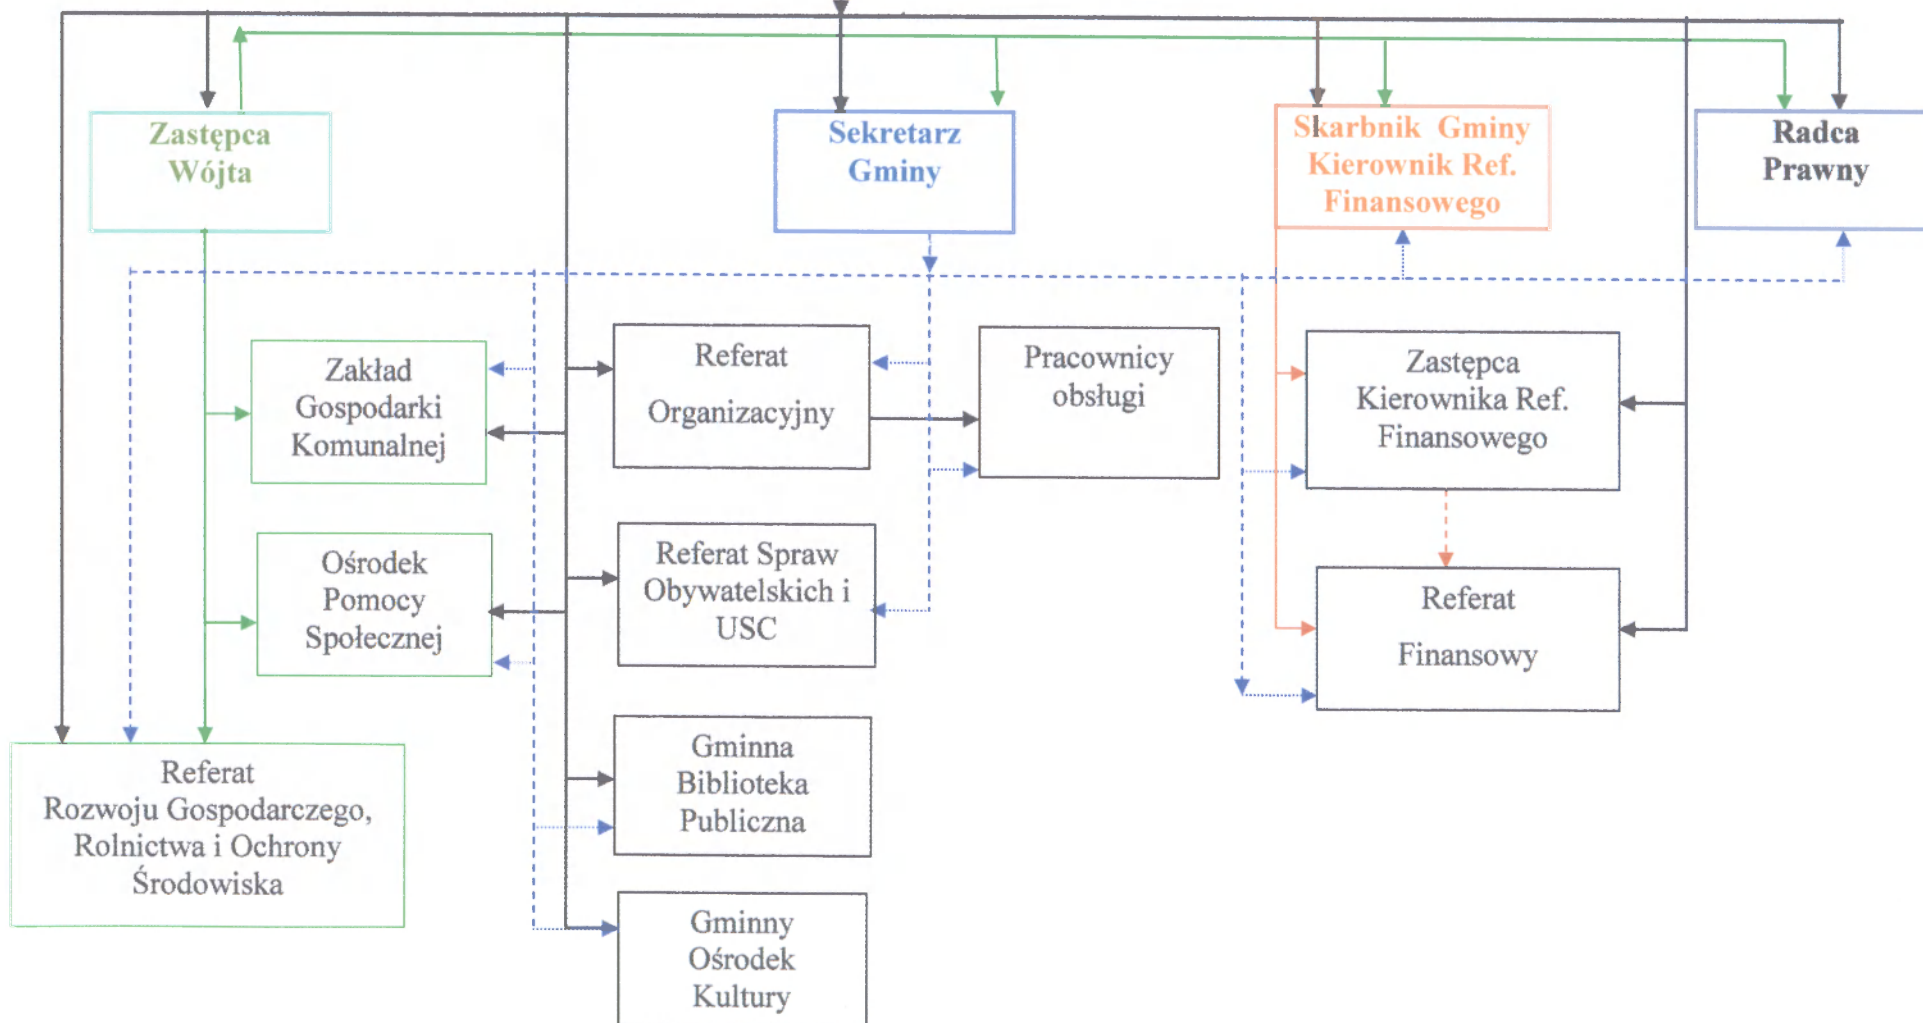 Zastępca
Wójta
Sekretarz
Gminy
Skarbnik Gminy
Kierownik Ref.
Finansowego
Radca
Prawny
Zakład
Gospodarki
Komunalnej
Referat
Organizacyjny
Pracownicy
obsługi
Zastępca
Kierownika Ref.
Finansowego
Ośrodek
Pomocy
Społecznej
Referat Spraw
Obywatelskich i
USC
Referat
Finansowy
Referat
Rozwoju Gospodarczego,
Rolnictwa i Ochrony
Środowiska
Gminna
Biblioteka
Publiczna
Gminny
Ośrodek
Kultury